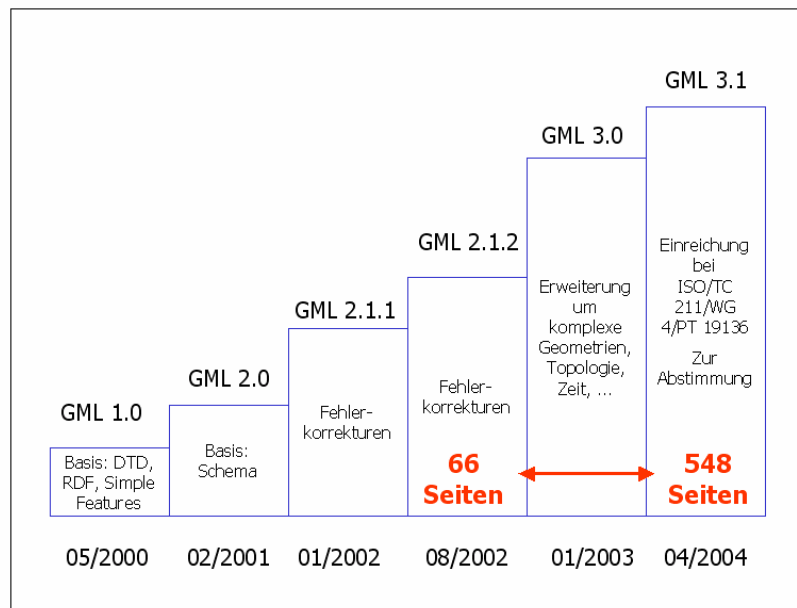 GML 1.0
Basis: DTD,
RDF, Simple
Features
05/2000
GML 2.0
Basis:
Schema
02/2001
GML 2.1.1
Fehler-
korrekturen
01/2002
GML 2.1.2
Fehler-
korrekturen
66
Seiten
08/2002
GML 3.0
Erweiterung
um
komplexe
Geometrien,
Topologie,
Zeit, ...
01/2003
GML 3.1
Einreichung
bei
ISO/TC
211/WG
4/PT 19136
Zur
Abstimmung
548
Seiten
04/2004